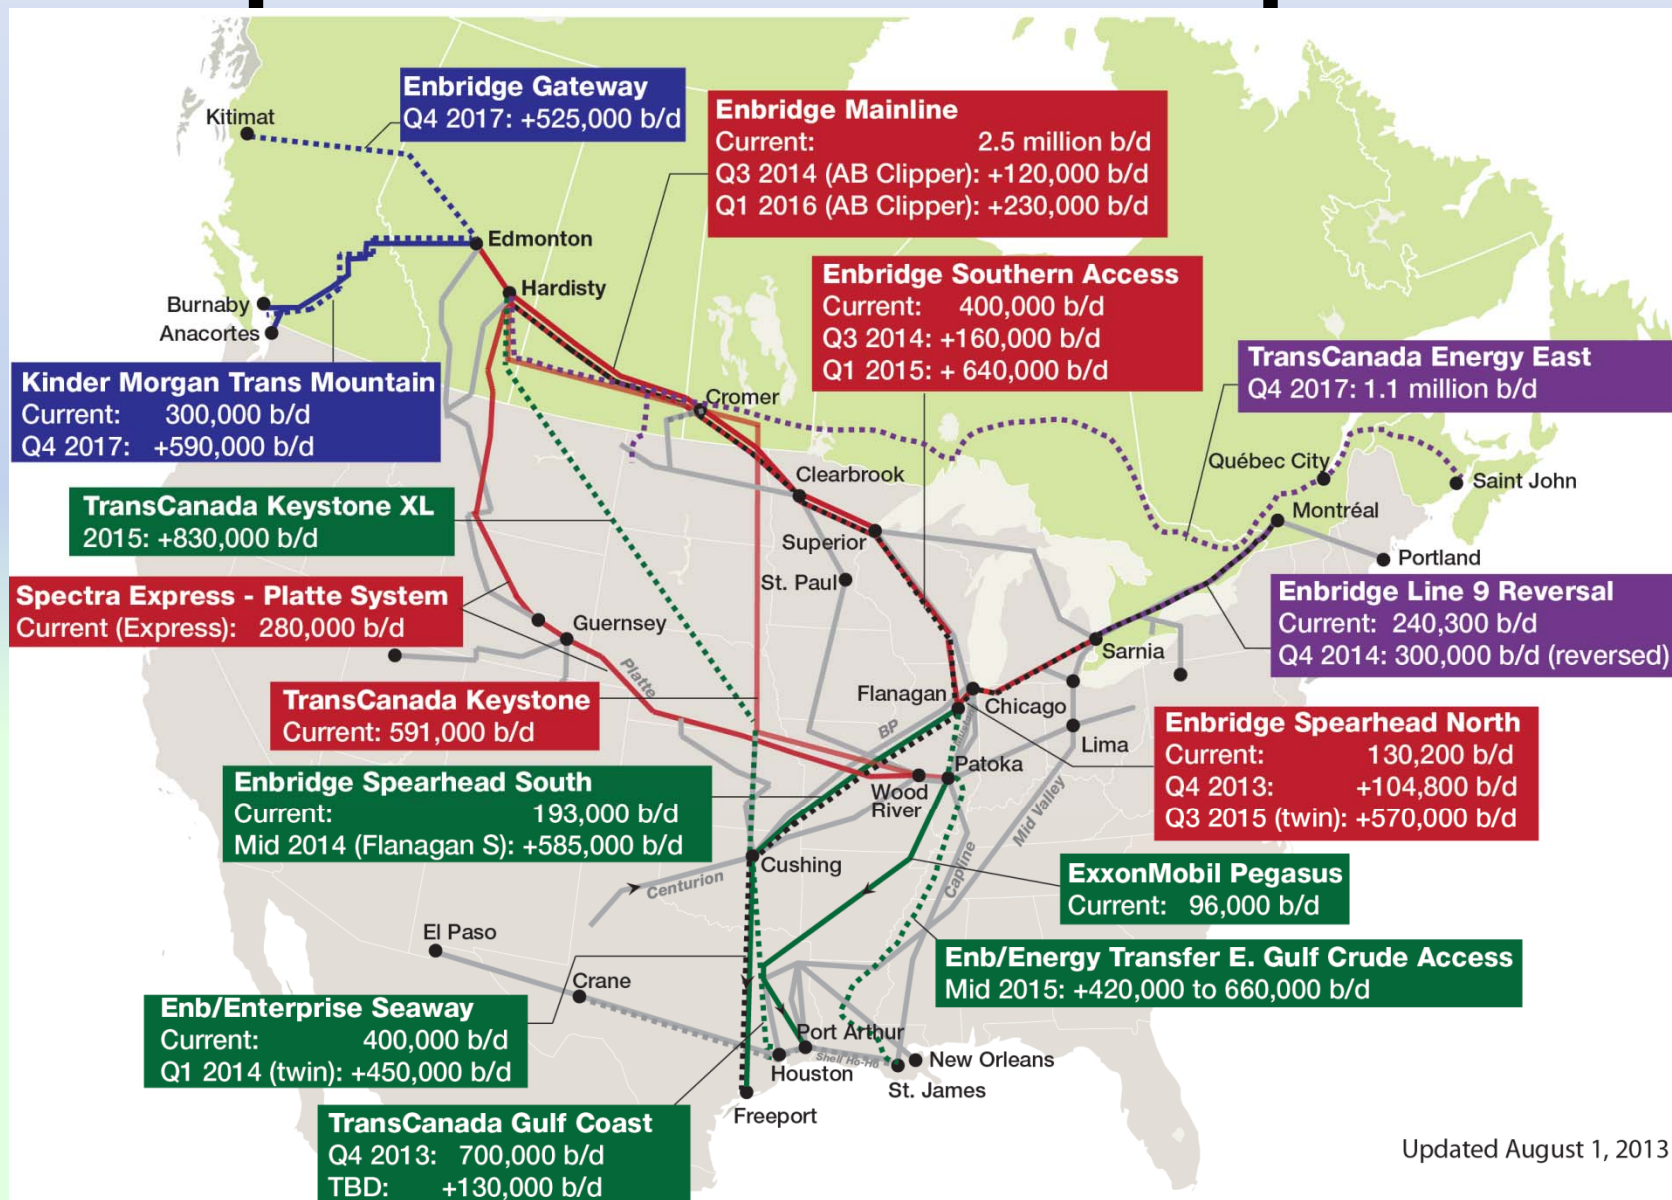 Enbridge Gateway
Q4 2017: +525,000 b/d
Enbridge Mainline
Current: 2.5 million b/d
Q3 2014 (AB Clipper): +120,000 b/d
Q1 2016 (AB Clipper): +230,000 b/d
Kitimat
Edmonton
Hardisty
Burnaby
Anacortes
Enbridge Southern Access
Current: 400,000 b/d
Q3 2014: +160,000 b/d
Q1 2015: + 640,000 b/d
TransCanada Energy East
Q4 2017: 1.1 million b/d
Kinder Morgan Trans Mountain
Current: 300,000 b/d
Q4 2017: +590,000 b/d
Cromer
Clearbrook
Québec City
Saint John
Montréal
TransCanada Keystone XL
2015: +830,000 b/d
Superior
St. Paul
Portland
Spectra Express - Platte System
Current (Express): 280,000 b/d
Guernsey
Platte
Enbridge Line 9 Reversal
Current: 240,300 b/d
Q4 2014: 300,000 b/d (reversed)
Sarnia
Flanagan
Chicago
TransCanada Keystone
Current: 591,000 b/d
BP
Lima
Enbridge Spearhead North
Current: 130,200 b/d
Q4 2013: +104,800 b/d
Q3 2015 (twin): +570,000 b/d
Enbridge Spearhead South
Current: 193,000 b/d
Mid 2014 (Flanagan S): +585,000 b/d
Patoka
Wood
River
Mid Valley
Cushing
Centurion
Capline
ExxonMobil Pegasus
Current: 96,000 b/d
El Paso
Crane
Enb/Energy Transfer E. Gulf Crude Access
Mid 2015: +420,000 to 660,000 b/d
Enb/Enterprise Seaway
Current: 400,000 b/d
Q1 2014 (twin): +450,000 b/d
Port Arthur
Shell Ho-Ho
New Orleans
Houston
St. James
Freeport
TransCanada Gulf Coast
Q4 2013: 700,000 b/d
TBD: +130,000 b/d
Updated August 1, 2013